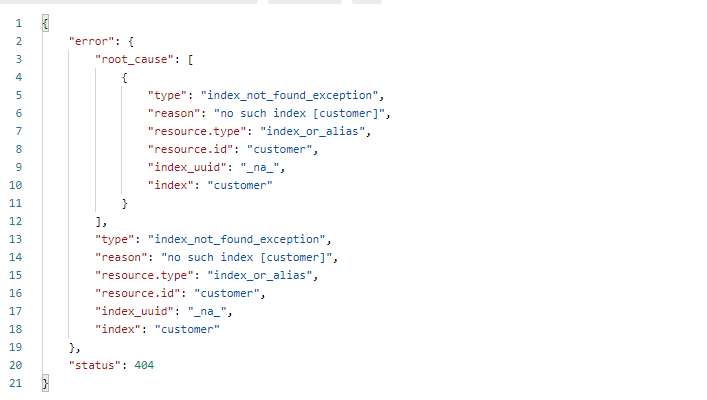 1 {
2     "error": {
3         "root_cause": [
4             {
5                 "type": "index_not_found_exception",
6                 "reason": "no such index [customer]",
7                 "resource.type": "index_or_alias",
8                 "resource.id": "customer",
9                 "index_uuid": "_na_",
10                 "index": "customer"
11             }
12         ],
13         "type": "index_not_found_exception",
14         "reason": "no such index [customer]",
15         "resource.type": "index_or_alias",
16         "resource.id": "customer",
17         "index_uuid": "_na_",
18         "index": "customer"
19     },
20     "status": 404
21 }